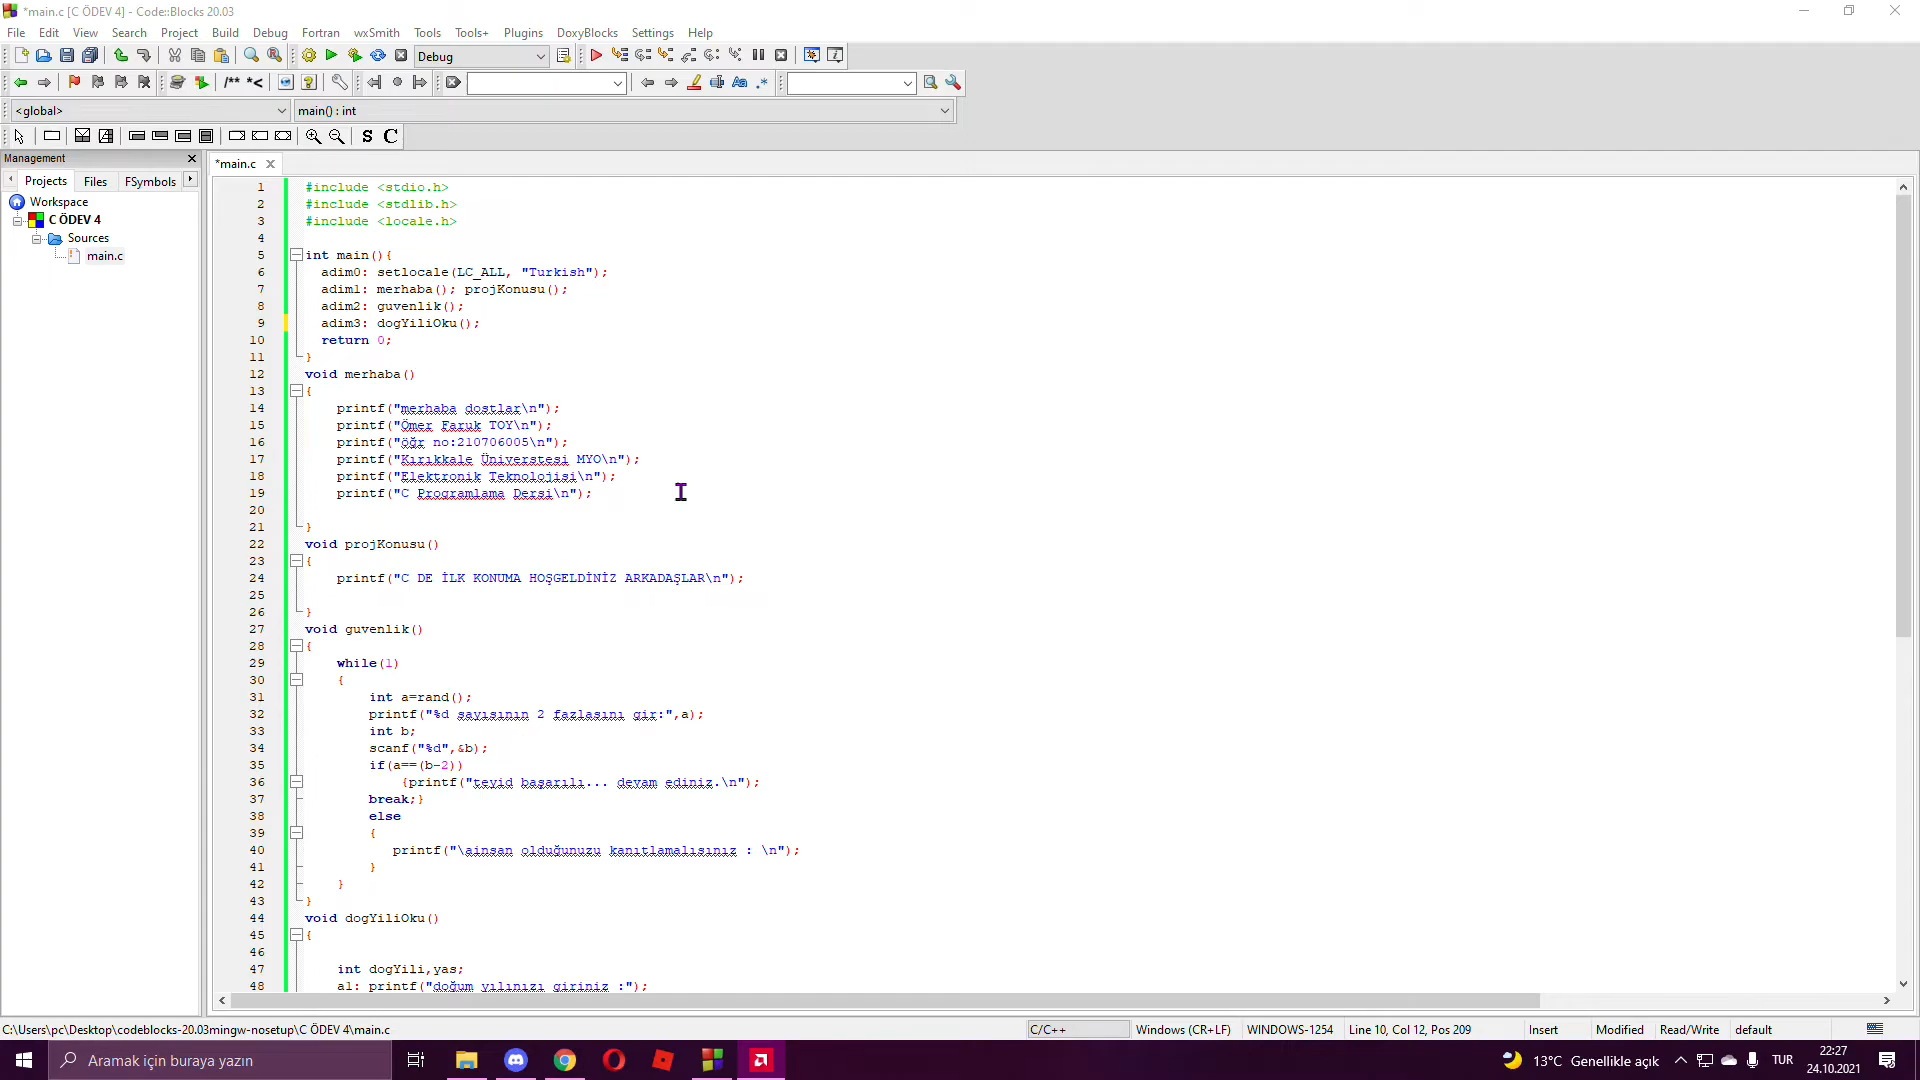 *main.c [C ÖDEV 4] - Code::Blocks 20.03
File Edit View Search Project Build Debug Fortran wxSmith Tools Tools+ Plugins DoxyBlocks Settings Help
Debug
/** *<
<global> main() : int
S C
Management
*main.c
Projects Files FSymbols
Workspace
C ÖDEV 4
Sources
main.c
1 #include <stdio.h>
2 #include <stdlib.h>
3 #include <locale.h>
4
5 int main(){
6 adim0: setlocale(LC_ALL, "Turkish");
7 adim1: merhaba(); projKonusu();
8 adim2: guvenlik();
9 adim3: dogYiliOku();
10 return 0;
11 }
12 void merhaba()
13 {
14 printf("merhaba dostlar\n");
15 printf("Ömer Faruk TOY\n");
16 printf("öğr no:210706005\n");
17 printf("Kırıkkale Üniverstesi MYO\n");
18 printf("Elektronik Teknolojisi\n");
19 printf("C Programlama Dersi\n");
20
21 }
22 void projKonusu()
23 {
24 printf("C DE İLK KONUMA HOŞGELDİNİZ ARKADAŞLAR\n");
25
26 }
27 void guvenlik()
28 {
29 while(1)
30 {
31 int a=rand();
32 printf("%d sayısının 2 fazlasını gir:",a);
33 int b;
34 scanf("%d",&b);
35 if(a==(b-2))
36 {printf("teyid başarılı... devam ediniz.\n");
37 break;}
38 else
39 {
40 printf("\ainsan olduğunuzu kanıtlamalısınız : \n");
41 }
42 }
43 }
44 void dogYiliOku()
45 {
46
47 int dogYili,yas;
48 a1: printf("doğum yılınızı giriniz :");
C:\Users\pc\Desktop\codeblocks-20.03mingw-nosetup\C ÖDEV 4\main.c C/C++ Windows (CR+LF) WINDOWS-1254 Line 10, Col 12, Pos 209 Insert Modified Read/Write default
Aramak için buraya yazın 13°C Genellikle açık TUR 22:27
24.10.2021